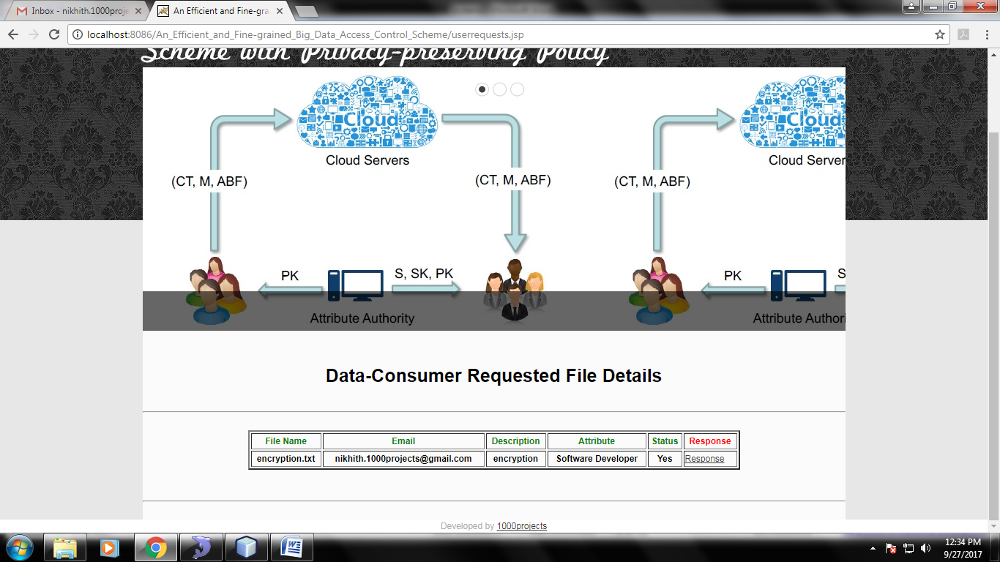 Inbox - nikhith.1000proje
An Efficient and Fine-grai
localhost:8086/An_Efficient_and_Fine-grained_Big_Data_Access_Control_Scheme/userrequests.jsp
Scheme with Privacy-preserving Policy
Cloud
Cloud
Cloud Servers
Cloud Server
(CT, M, ABF)
(CT, M, ABF)
(CT, M, ABF)
PK
S, SK, PK
PK
S
Attribute Authority
Attribute Authori
Data-Consumer Requested File Details
File Name Email Description Attribute Status Response
encryption.txt nikhith.1000projects@gmail.com encryption Software Developer Yes Response
Developed by 1000projects
12:34 PM
9/27/2017